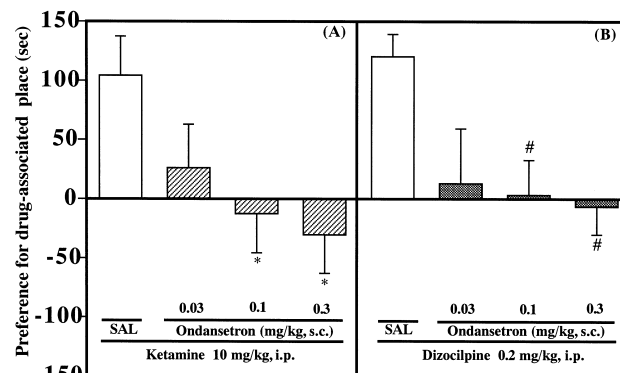 Preference for drug-associated place (sec)
150
100
50
0
-50
-100
150
(A)
*
*
0.03 0.1 0.3
SAL Ondansetron (mg/kg, s.c.)
Ketamine 10 mg/kg, i.p.
(B)
#
#
0.03 0.1 0.3
SAL Ondansetron (mg/kg, s.c.)
Dizocilpine 0.2 mg/kg, i.p.